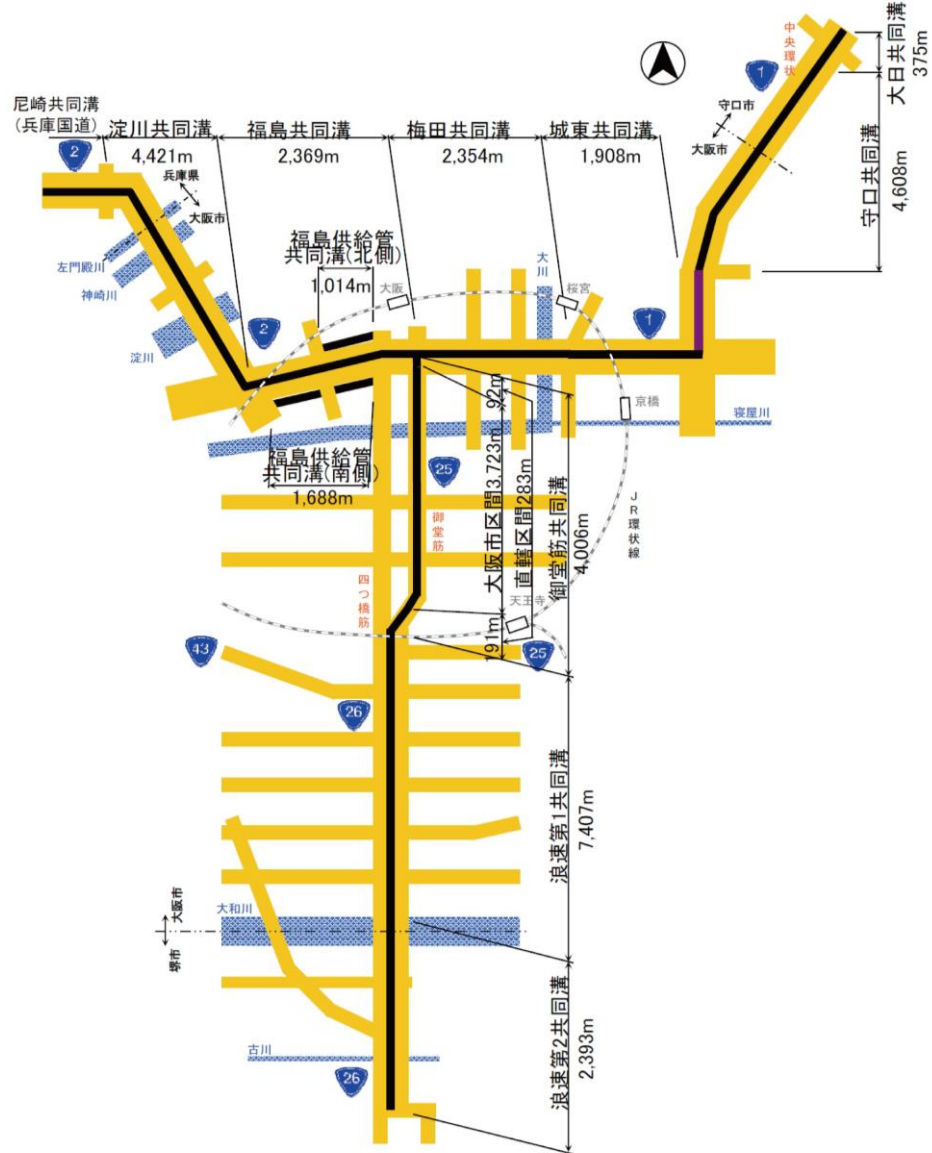 中央環状
大日共同溝
375m
1
守口市
大阪市
守口共同溝
4,608m
尼崎共同溝
(兵庫国道)
淀川共同溝
4,421m
福島共同溝
2,369m
梅田共同溝
2,354m
城東共同溝
1,908m
2
兵庫県
大阪市
左門殿川
神崎川
淀川
福島供給管
共同溝(北側)
1,014m
大阪
大川
桜宮
2
1
京橋
寝屋川
福島供給管
共同溝(南側)
1,688m
25
御堂筋
四つ橋筋
92m
大阪市区間3,723m
直轄区間283m
191m
御堂筋共同溝
4,006m
JR環状線
天王寺
25
43
26
浪速第1共同溝
7,407m
大和川
大阪市
堺市
浪速第2共同溝
2,393m
古川
26